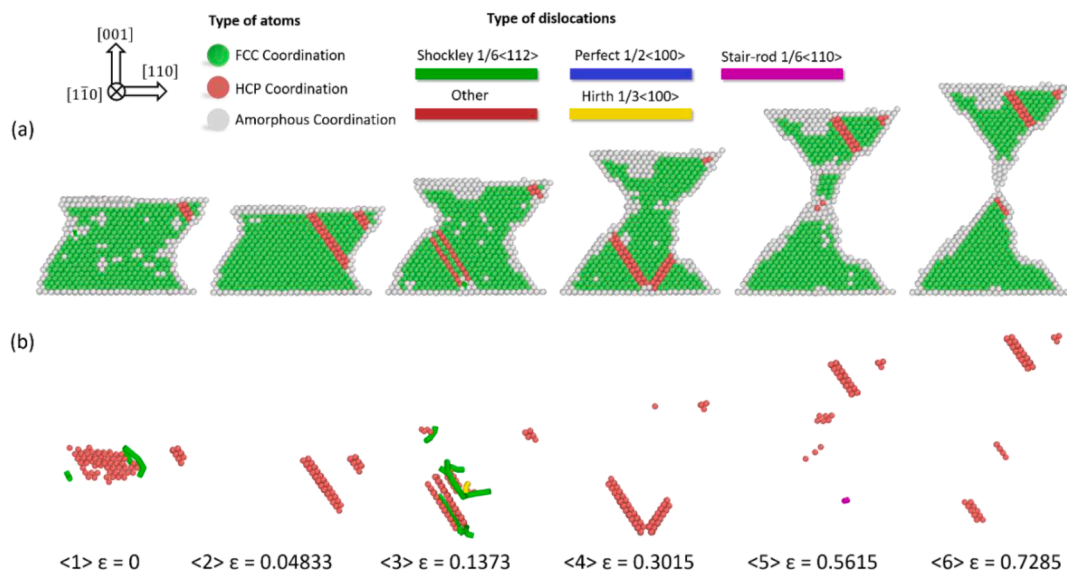 Type of atoms
Type of dislocations
[001]
[110]
[11̄0]
FCC Coordination
HCP Coordination
Amorphous Coordination
Shockley 1/6<112>
Perfect 1/2<100>
Stair-rod 1/6<110>
Other
Hirth 1/3<100>
(a)
(b)
<1> ε = 0
<2> ε = 0.04833
<3> ε = 0.1373
<4> ε = 0.3015
<5> ε = 0.5615
<6> ε = 0.7285